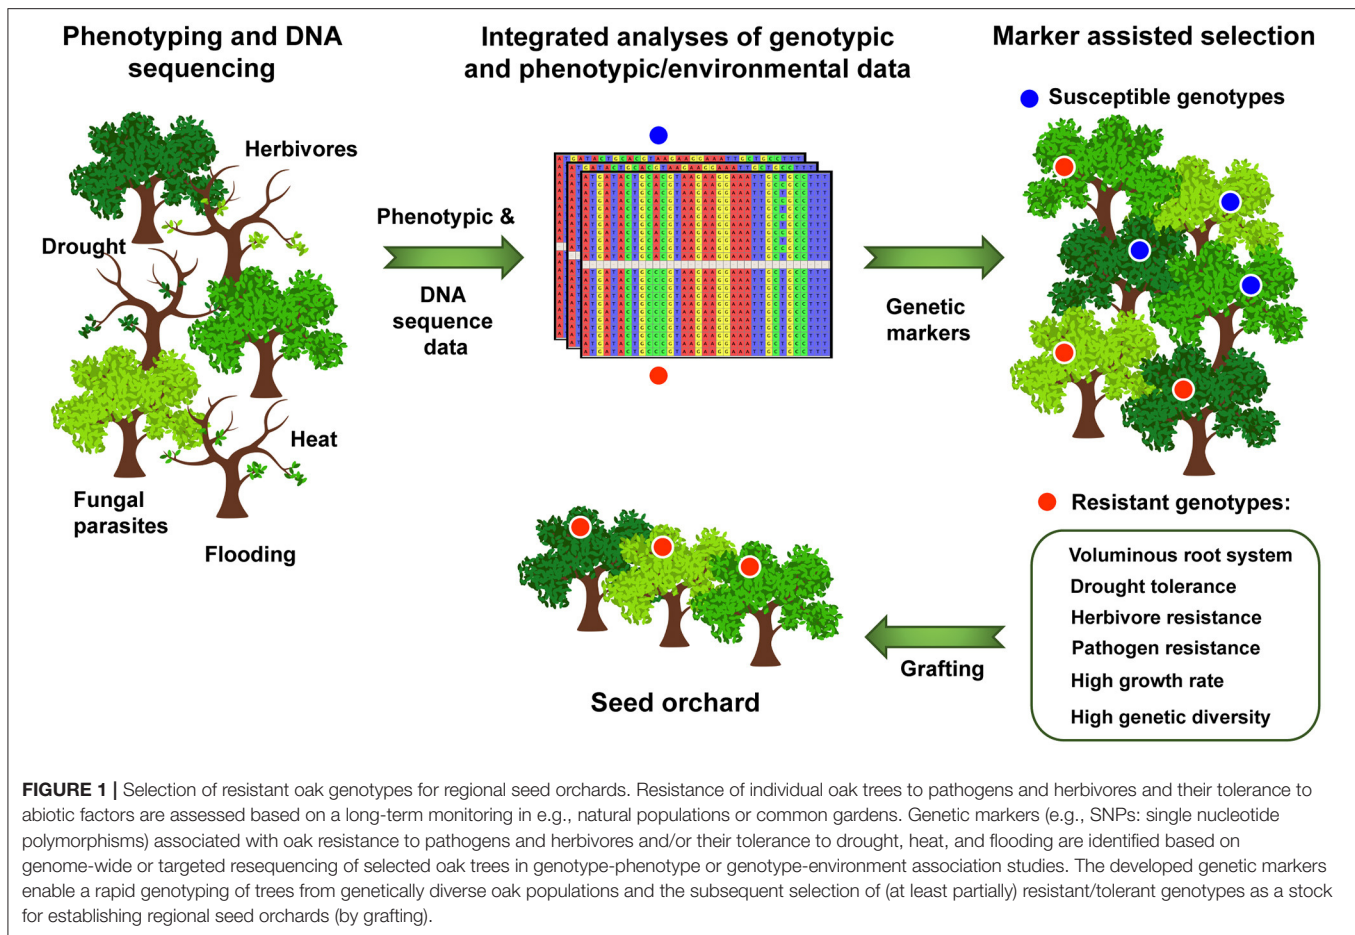 Phenotyping and DNA
sequencing
Integrated analyses of genotypic
and phenotypic/environmental data
Marker assisted selection
Susceptible genotypes
Herbivores
Drought
Phenotypic &
DNA
sequence
data
Genetic
markers
Heat
Fungal
parasites
Flooding
Resistant genotypes:
Voluminous root system
Drought tolerance
Herbivore resistance
Pathogen resistance
High growth rate
High genetic diversity
Grafting
Seed orchard
FIGURE 1 | Selection of resistant oak genotypes for regional seed orchards. Resistance of individual oak trees to pathogens and herbivores and their tolerance to
abiotic factors are assessed based on a long-term monitoring in e.g., natural populations or common gardens. Genetic markers (e.g., SNPs: single nucleotide
polymorphisms) associated with oak resistance to pathogens and herbivores and/or their tolerance to drought, heat, and flooding are identified based on
genome-wide or targeted resequencing of selected oak trees in genotype-phenotype or genotype-environment association studies. The developed genetic markers
enable a rapid genotyping of trees from genetically diverse oak populations and the subsequent selection of (at least partially) resistant/tolerant genotypes as a stock
for establishing regional seed orchards (by grafting).